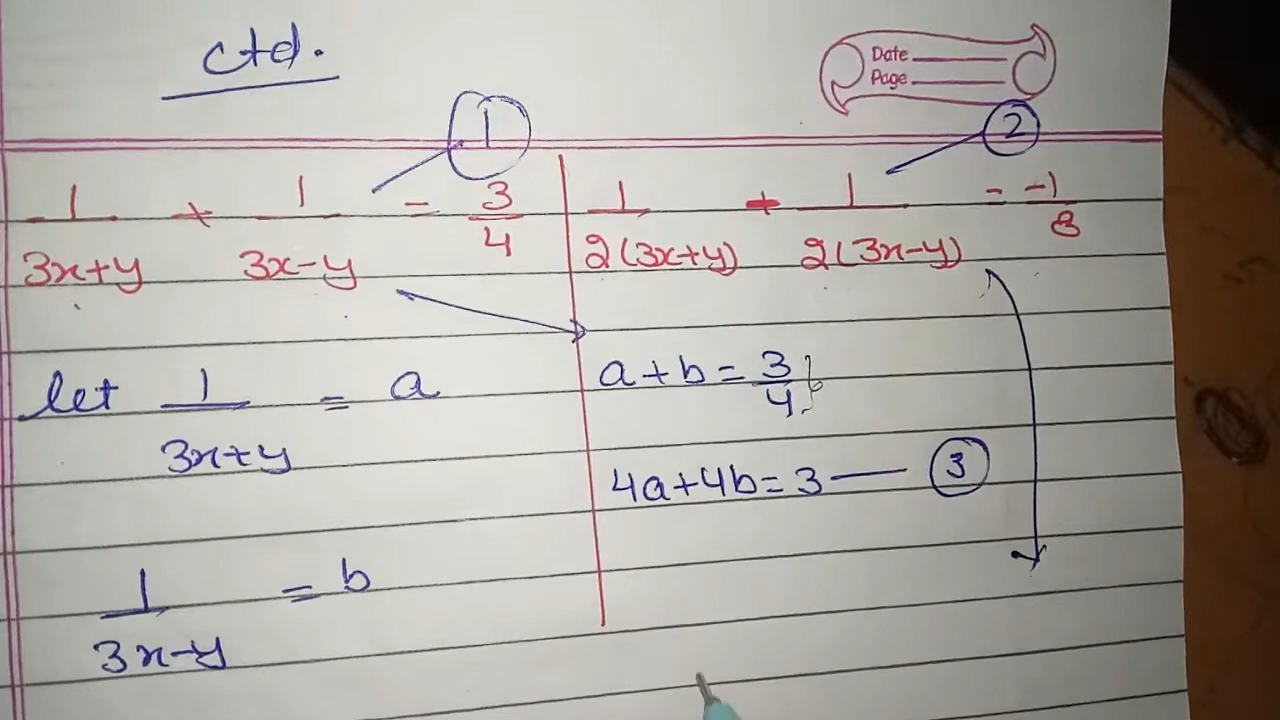 Ctd.
Date
Page
1
2
1/(3x+y) + 1/(3x-y) = 3/4
1/(2(3x+y)) + 1/(2(3x-y)) = -1/8
let 1/(3x+y) = a
a+b = 3/4
4a+4b=3 — 3
1/(3x-y) = b